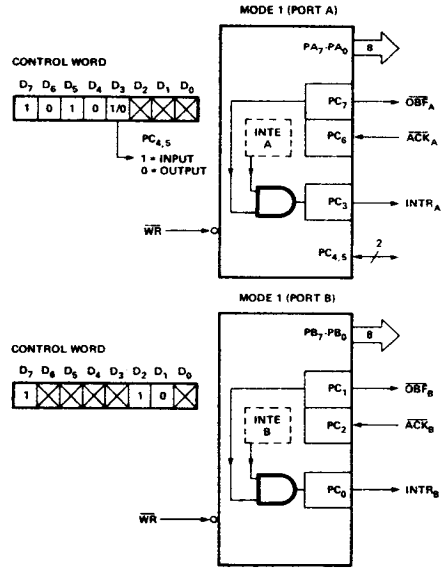 MODE 1 (PORT A)
PA7-PA0
8
CONTROL WORD
D7 D6 D5 D4 D3 D2 D1 D0
1 0 1 0 1/0
PC4,5
1 = INPUT
0 = OUTPUT
PC7
OBFA
INTE
A
PC6
ACKA
PC3
INTRA
WR
PC4,5
2
MODE 1 (PORT B)
PB7-PB0
8
CONTROL WORD
D7 D6 D5 D4 D3 D2 D1 D0
1 1 0
PC1
OBFB
INTE
B
PC2
ACKB
PC0
INTRB
WR